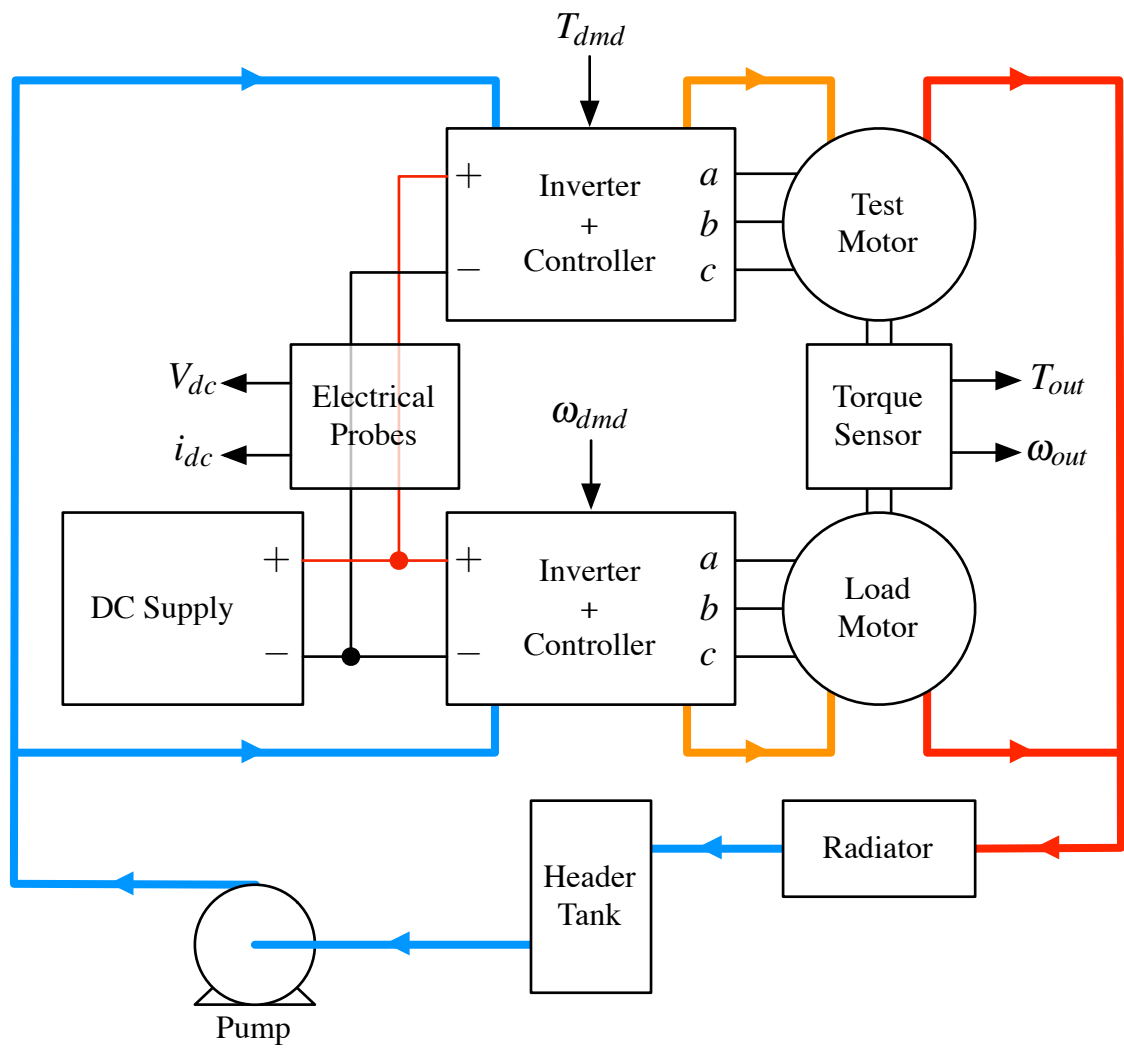 T_dmd
+
Inverter
+
Controller
−
a
b
c
Test
Motor
V_dc
i_dc
Electrical
Probes
ω_dmd
Torque
Sensor
T_out
ω_out
DC Supply
+
−
+
Inverter
+
Controller
−
a
b
c
Load
Motor
Header
Tank
Radiator
Pump